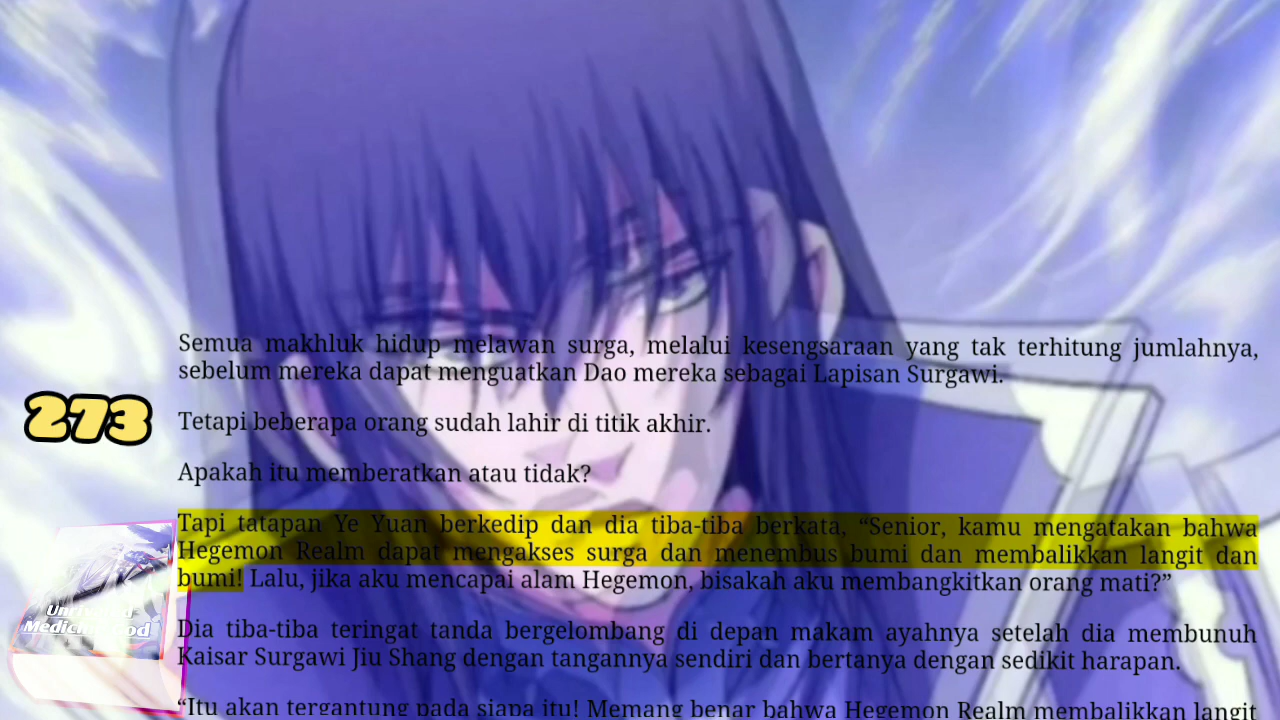 Semua makhluk hidup melawan surga, melalui kesengsaraan yang tak terhitung jumlahnya,
sebelum mereka dapat menguatkan Dao mereka sebagai Lapisan Surgawi.
Tetapi beberapa orang sudah lahir di titik akhir.
273
Apakah itu memberatkan atau tidak?
Tapi tatapan Ye Yuan berkedip dan dia tiba-tiba berkata, “Senior, kamu mengatakan bahwa
Hegemon Realm dapat mengakses surga dan menembus bumi dan membalikkan langit dan
bumi! Lalu, jika aku mencapai alam Hegemon, bisakah aku membangkitkan orang mati?”
Dia tiba-tiba teringat tanda bergelombang di depan makam ayahnya setelah dia membunuh
Kaisar Surgawi Jiu Shang dengan tangannya sendiri dan bertanya dengan sedikit harapan.
“Itu akan tergantung pada siapa itu! Memang benar bahwa Hegemon Realm membalikkan langit